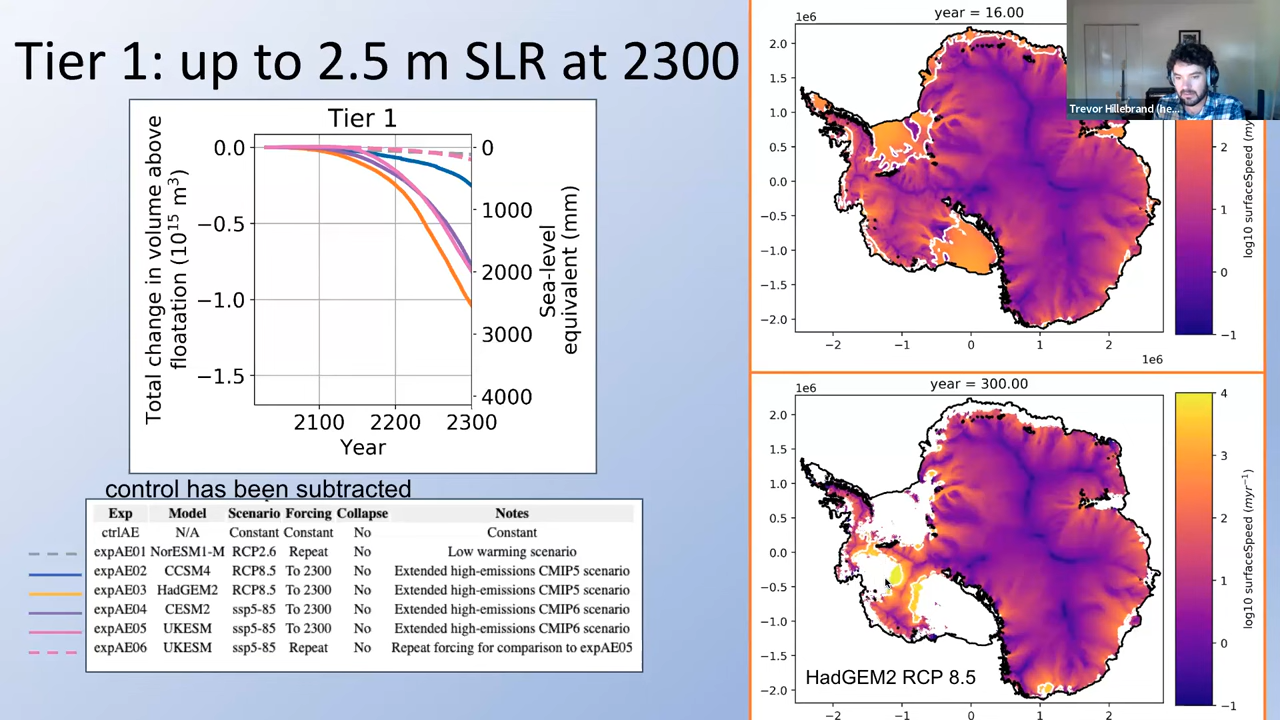 Tier 1: up to 2.5 m SLR at 2300
Tier 1
Total change in volume above
floatation (10¹⁵ m³)
0.0
−0.5
−1.0
−1.5
0
1000
2000
3000
4000
Sea-level
equivalent (mm)
2100 2200 2300
Year
control has been subtracted
Exp Model Scenario Forcing Collapse Notes
ctrlAE N/A Constant Constant No Constant
expAE01 NorESM1-M RCP2.6 Repeat No Low warming scenario
expAE02 CCSM4 RCP8.5 To 2300 No Extended high-emissions CMIP5 scenario
expAE03 HadGEM2 RCP8.5 To 2300 No Extended high-emissions CMIP5 scenario
expAE04 CESM2 ssp5-85 To 2300 No Extended high-emissions CMIP6 scenario
expAE05 UKESM ssp5-85 To 2300 No Extended high-emissions CMIP6 scenario
expAE06 UKESM ssp5-85 Repeat No Repeat forcing for comparison to expAE05
year = 16.00
1e6
2.0
1.5
1.0
0.5
0.0
−0.5
−1.0
−1.5
−2.0
−2 −1 0 1 2
1e6
2
1
0
−1
log10 surfaceSpeed (my
Trevor Hillebrand (he...
year = 300.00
1e6
2.0
1.5
1.0
0.5
0.0
−0.5
−1.0
−1.5
−2.0
−2 −1 0 1 2
HadGEM2 RCP 8.5
4
3
2
1
0
−1
log10 surfaceSpeed (myr⁻¹)